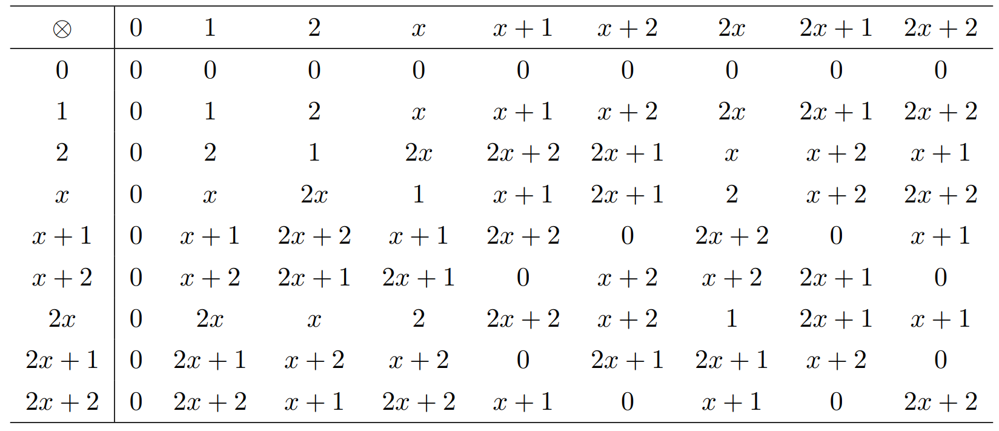 ⊗ 0 1 2 x x + 1 x + 2 2x 2x + 1 2x + 2
0 0 0 0 0 0 0 0 0 0
1 0 1 2 x x + 1 x + 2 2x 2x + 1 2x + 2
2 0 2 1 2x 2x + 2 2x + 1 x x + 2 x + 1
x 0 x 2x 1 x + 1 2x + 1 2 x + 2 2x + 2
x + 1 0 x + 1 2x + 2 x + 1 2x + 2 0 2x + 2 0 x + 1
x + 2 0 x + 2 2x + 1 2x + 1 0 x + 2 x + 2 2x + 1 0
2x 0 2x x 2 2x + 2 x + 2 1 2x + 1 x + 1
2x + 1 0 2x + 1 x + 2 x + 2 0 2x + 1 2x + 1 x + 2 0
2x + 2 0 2x + 2 x + 1 2x + 2 x + 1 0 x + 1 0 2x + 2